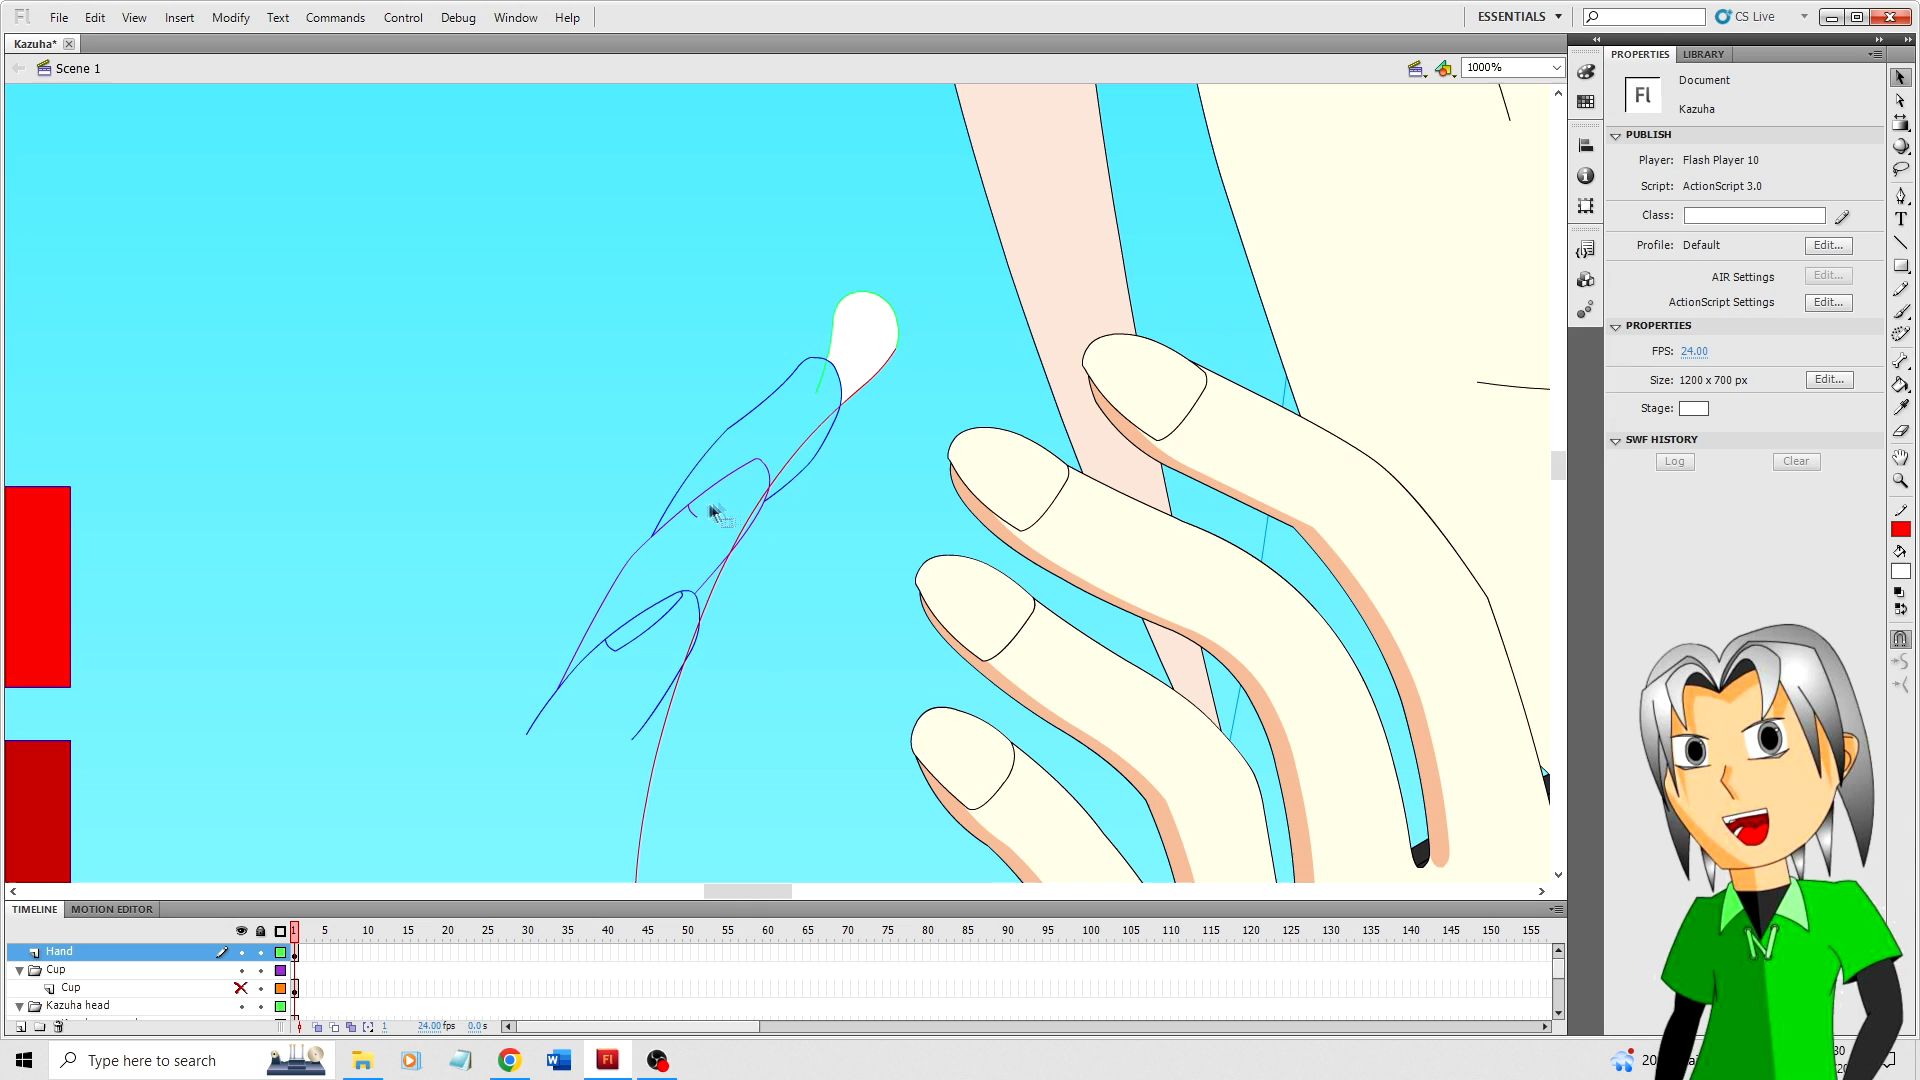 Fl File Edit View Insert Modify Text Commands Control Debug Window Help ESSENTIALS CS Live
Kazuha*
Scene 1 1000%
PROPERTIES LIBRARY
Document
Fl
Kazuha
PUBLISH
Player: Flash Player 10
Script: ActionScript 3.0
Class:
Profile: Default Edit...
AIR Settings Edit...
ActionScript Settings Edit...
PROPERTIES
FPS: 24.00
Size: 1200 x 700 px Edit...
Stage:
SWF HISTORY
Log Clear
TIMELINE MOTION EDITOR
1 5 10 15 20 25 30 35 40 45 50 55 60 65 70 75 80 85 90 95 100 105 110 115 120 125 130 135 140 145 150 155
Hand
Cup
Cup
Kazuha head
1 24.00 fps 0.0 s
Type here to search